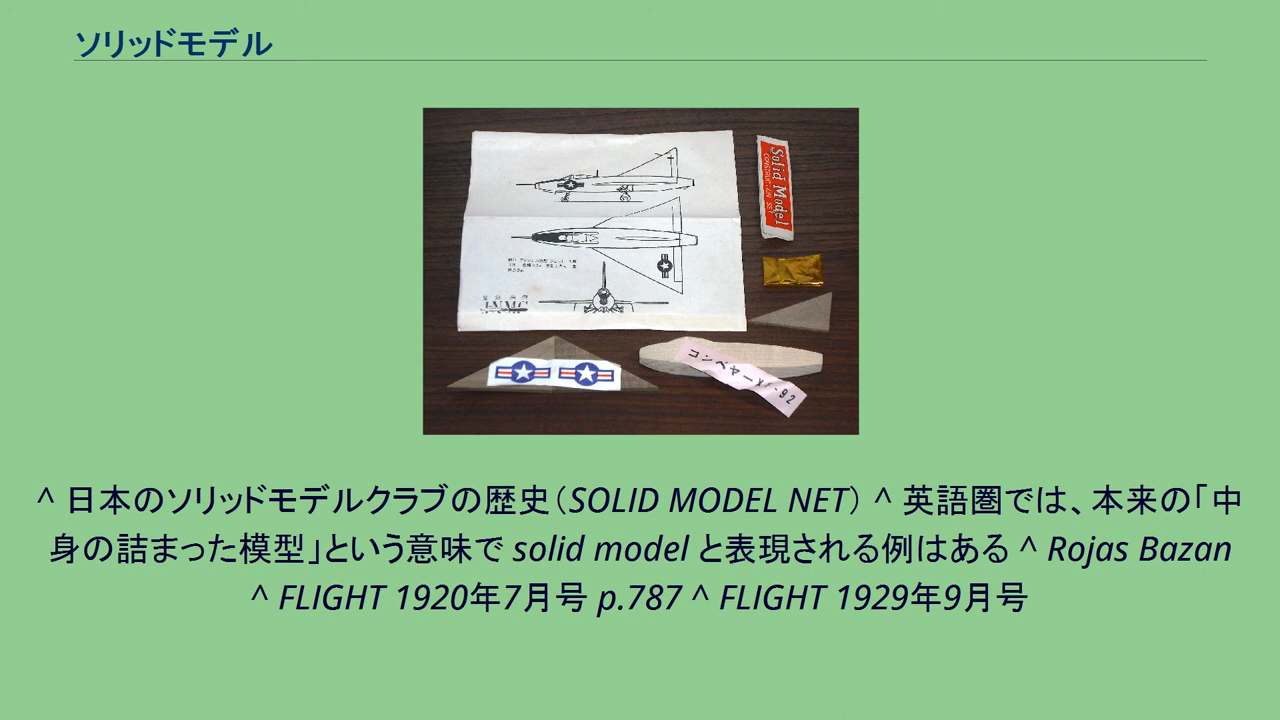 ソリッドモデル
Solid Model
CONSTRUCTION SET
コンベヤー
^ 日本のソリッドモデルクラブの歴史（SOLID MODEL NET） ^ 英語圏では、本来の「中
身の詰まった模型」という意味で solid model と表現される例はある ^ Rojas Bazan
^ FLIGHT 1920年7月号 p.787 ^ FLIGHT 1929年9月号